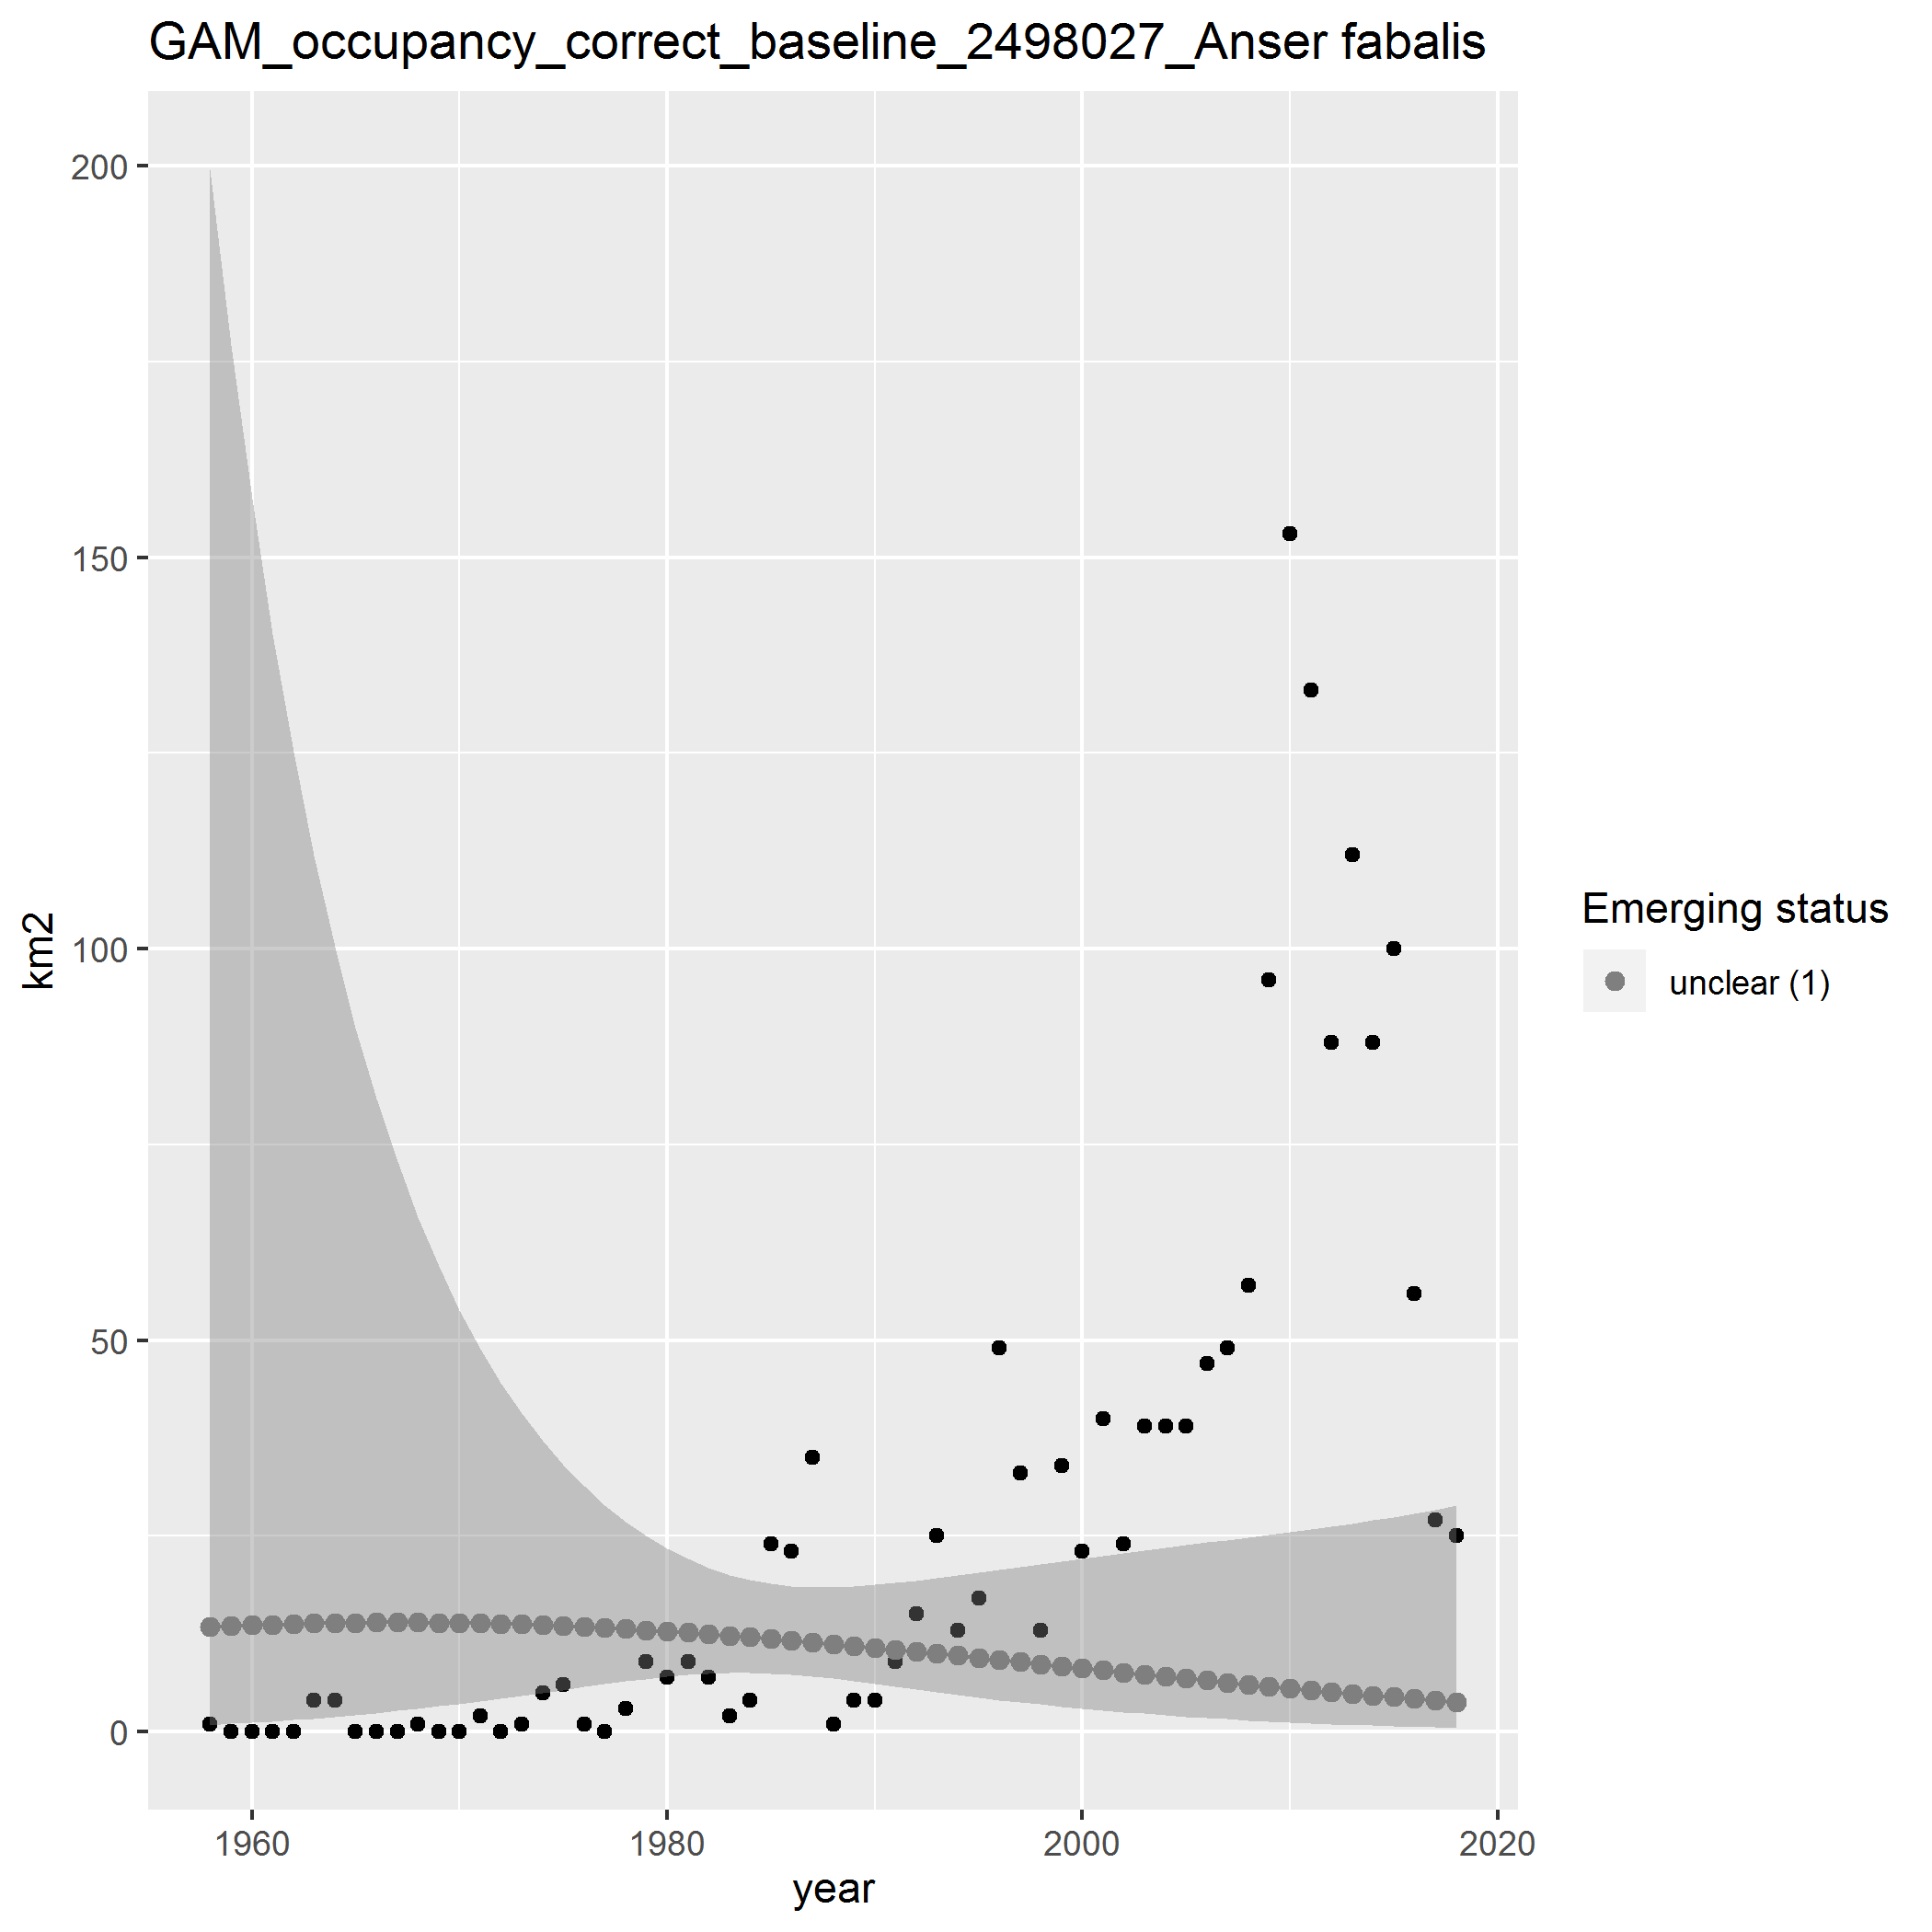 GAM_occupancy_correct_baseline_2498027_Anser fabalis
200
150
100
50
0
km2
1960
1980
2000
2020
year
Emerging status
unclear (1)